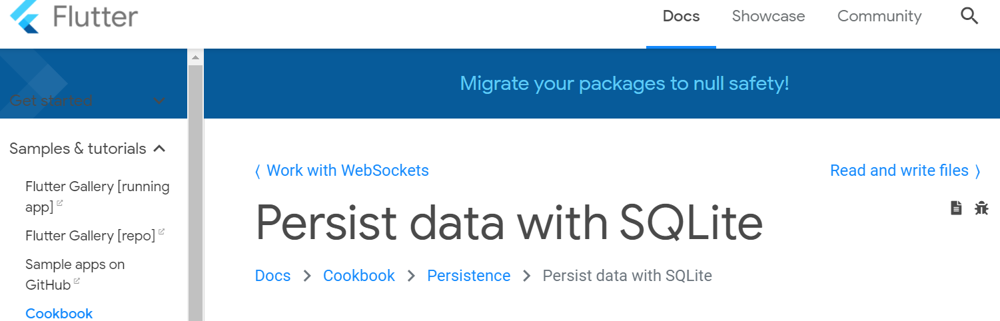 Flutter
Docs Showcase Community
Migrate your packages to null safety!
Get started
Samples & tutorials
Flutter Gallery [running
app]
Flutter Gallery [repo]
Sample apps on
GitHub
Cookbook
⟨ Work with WebSockets
Read and write files ⟩
Persist data with SQLite
Docs > Cookbook > Persistence > Persist data with SQLite